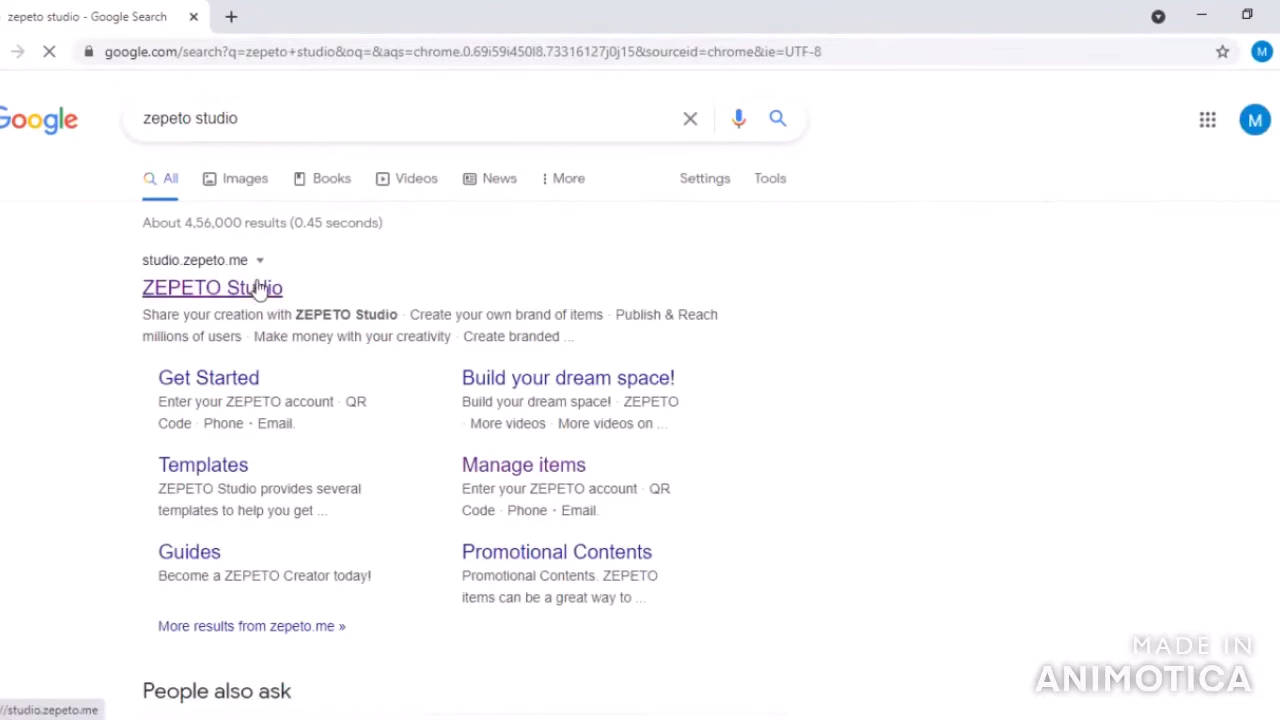 zepeto studio - Google Search
google.com/search?q=zepeto+studio&oq=&aqs=chrome.0.69i59i450l8.73316127j0j15&sourceid=chrome&ie=UTF-8
M
Google
zepeto studio
M
All Images Books Videos News More Settings Tools
About 4,56,000 results (0.45 seconds)
studio.zepeto.me
ZEPETO Studio
Share your creation with ZEPETO Studio · Create your own brand of items · Publish & Reach
millions of users · Make money with your creativity · Create branded ...
Get Started
Enter your ZEPETO account · QR
Code · Phone · Email.
Build your dream space!
Build your dream space! · ZEPETO
· More videos · More videos on ...
Templates
ZEPETO Studio provides several
templates to help you get ...
Manage items
Enter your ZEPETO account · QR
Code · Phone · Email.
Guides
Become a ZEPETO Creator today!
Promotional Contents
Promotional Contents. ZEPETO
items can be a great way to ...
More results from zepeto.me »
People also ask
//studio.zepeto.me
MADE IN
ANIMOTICA